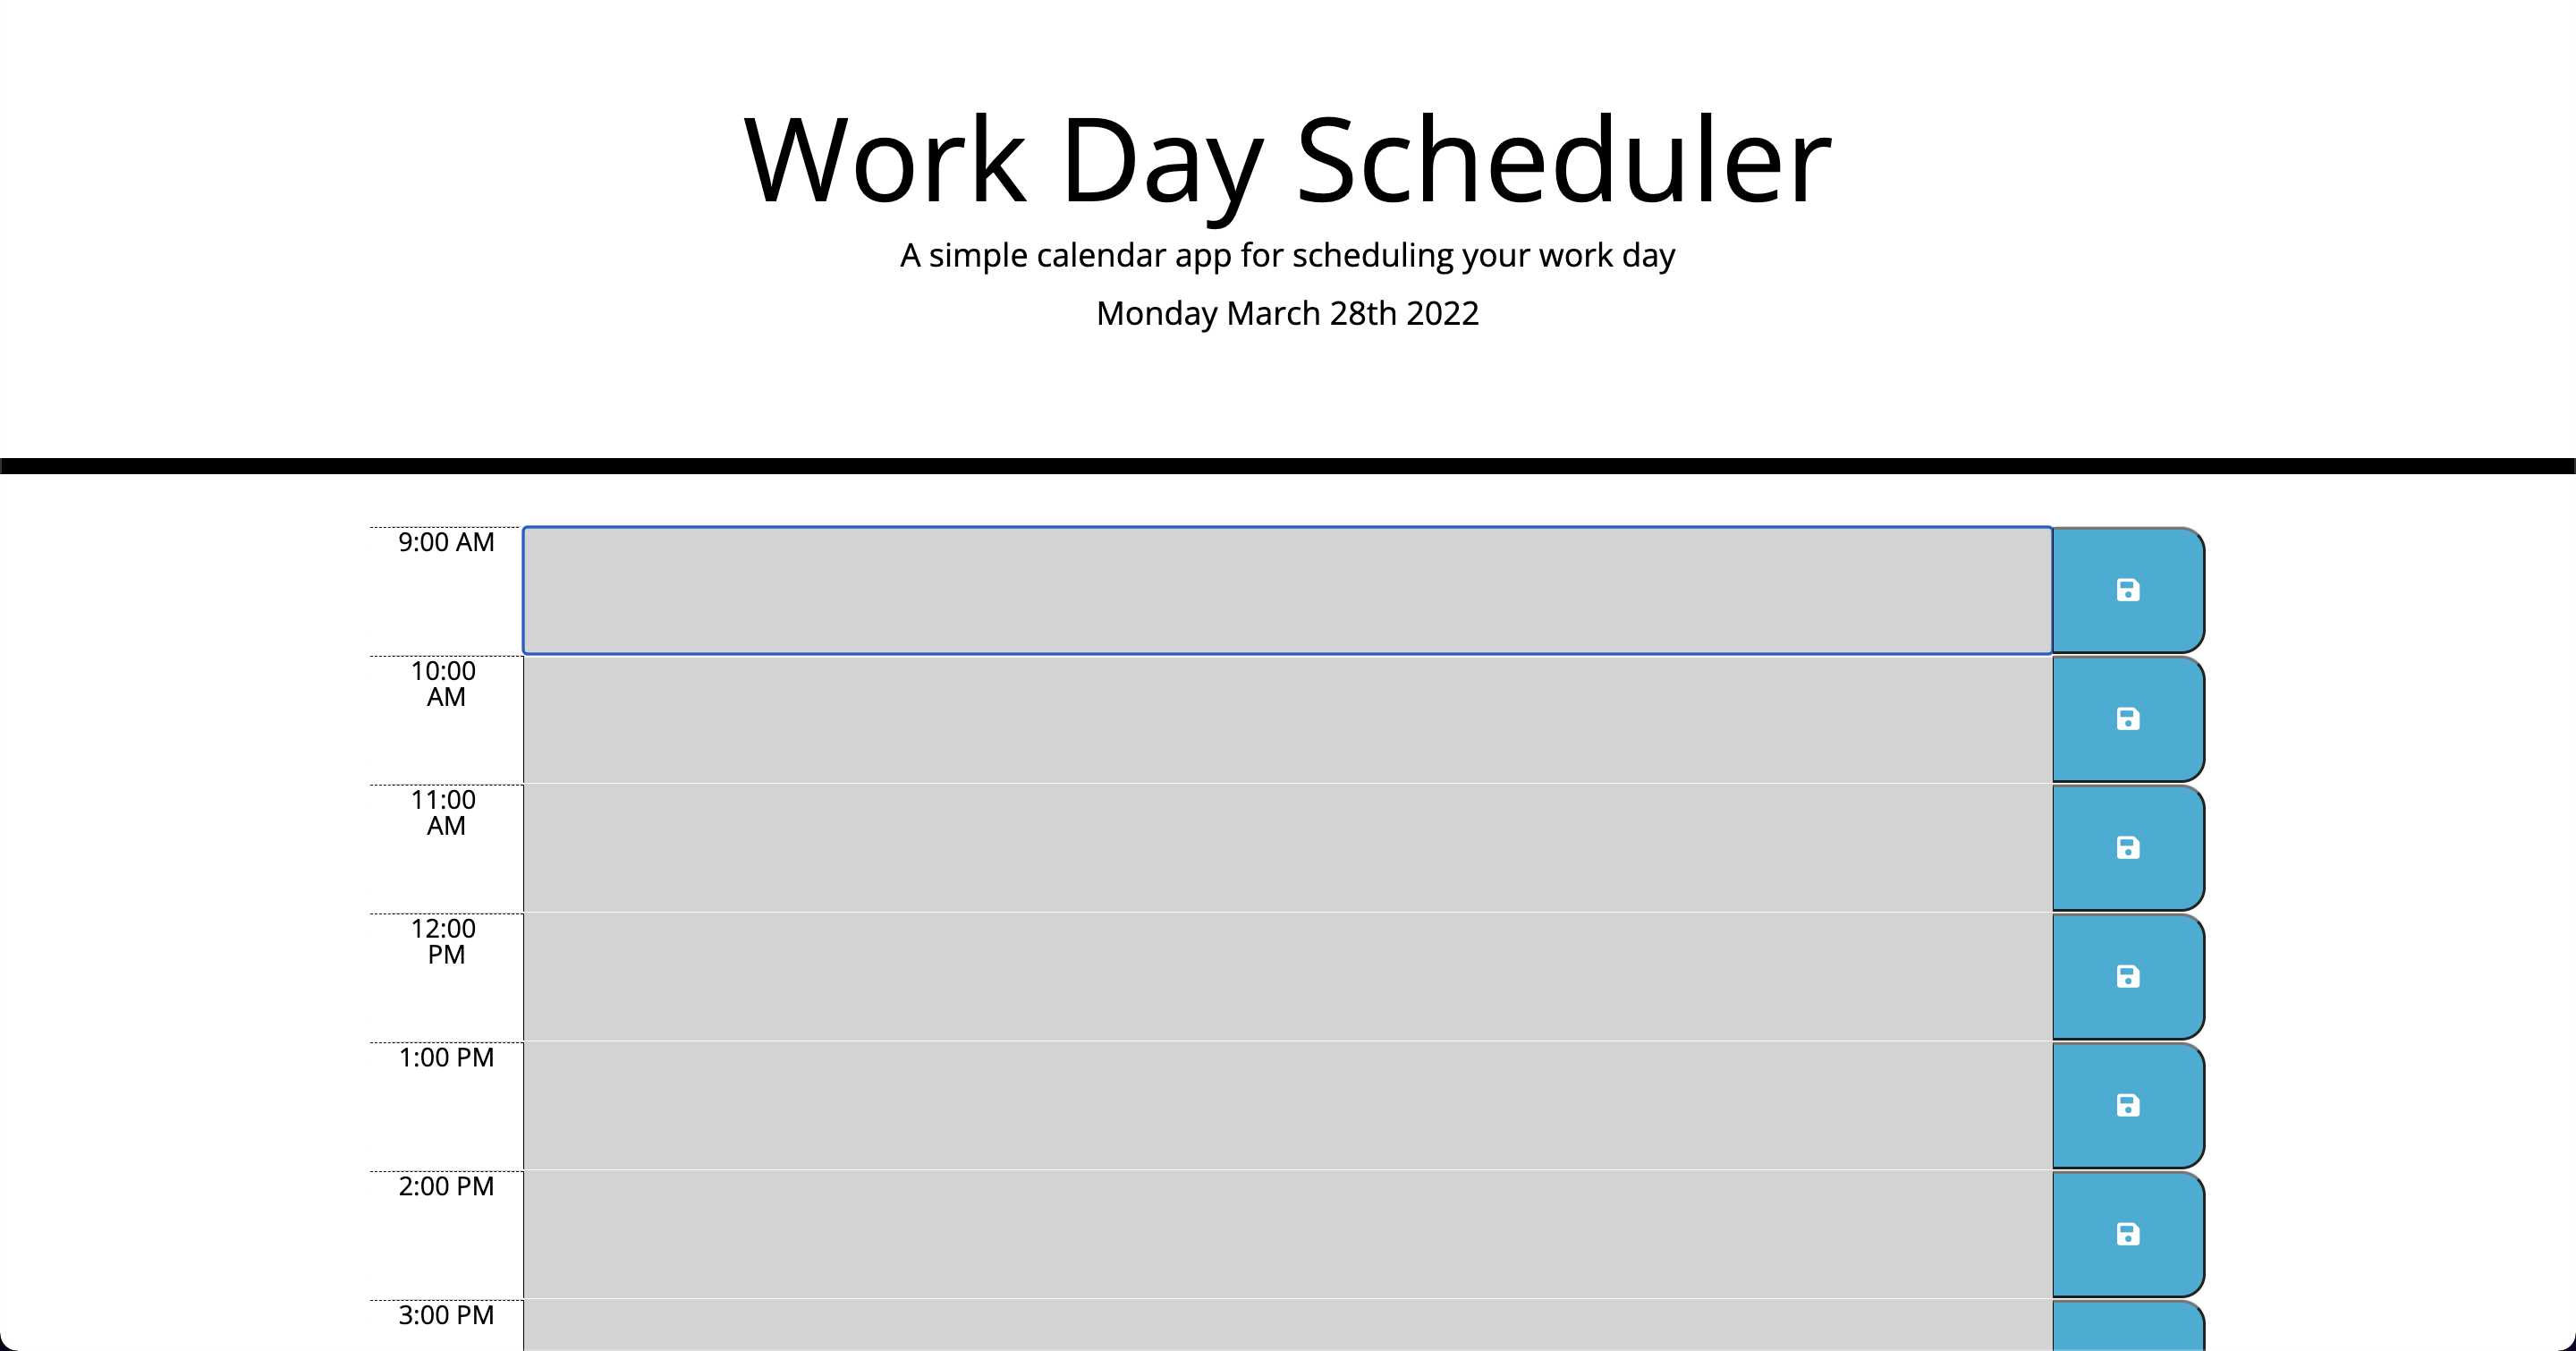 Work Day Scheduler
A simple calendar app for scheduling your work day
Monday March 28th 2022
9:00 AM
10:00
AM
11:00
AM
12:00
PM
1:00 PM
2:00 PM
3:00 PM